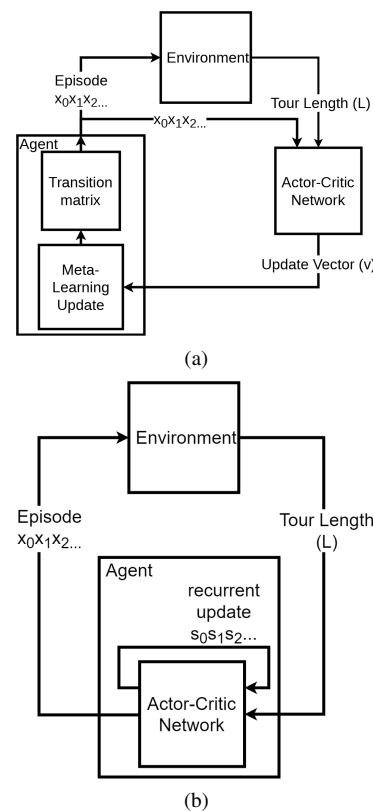 Environment
Episode
x0x1x2...
Tour Length (L)
x0x1x2...
Agent
Transition
matrix
Actor-Critic
Network
Meta-
Learning
Update
Update Vector (v)
(a)
Environment
Episode
x0x1x2...
Tour Length
(L)
Agent
recurrent
update
s0s1s2...
Actor-Critic
Network
(b)